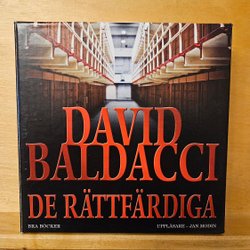 DAVID
BALDACCI
DE RÄTTFÄRDIGA
BRA BÖCKER UPPLÄSARE – JAN MODIN